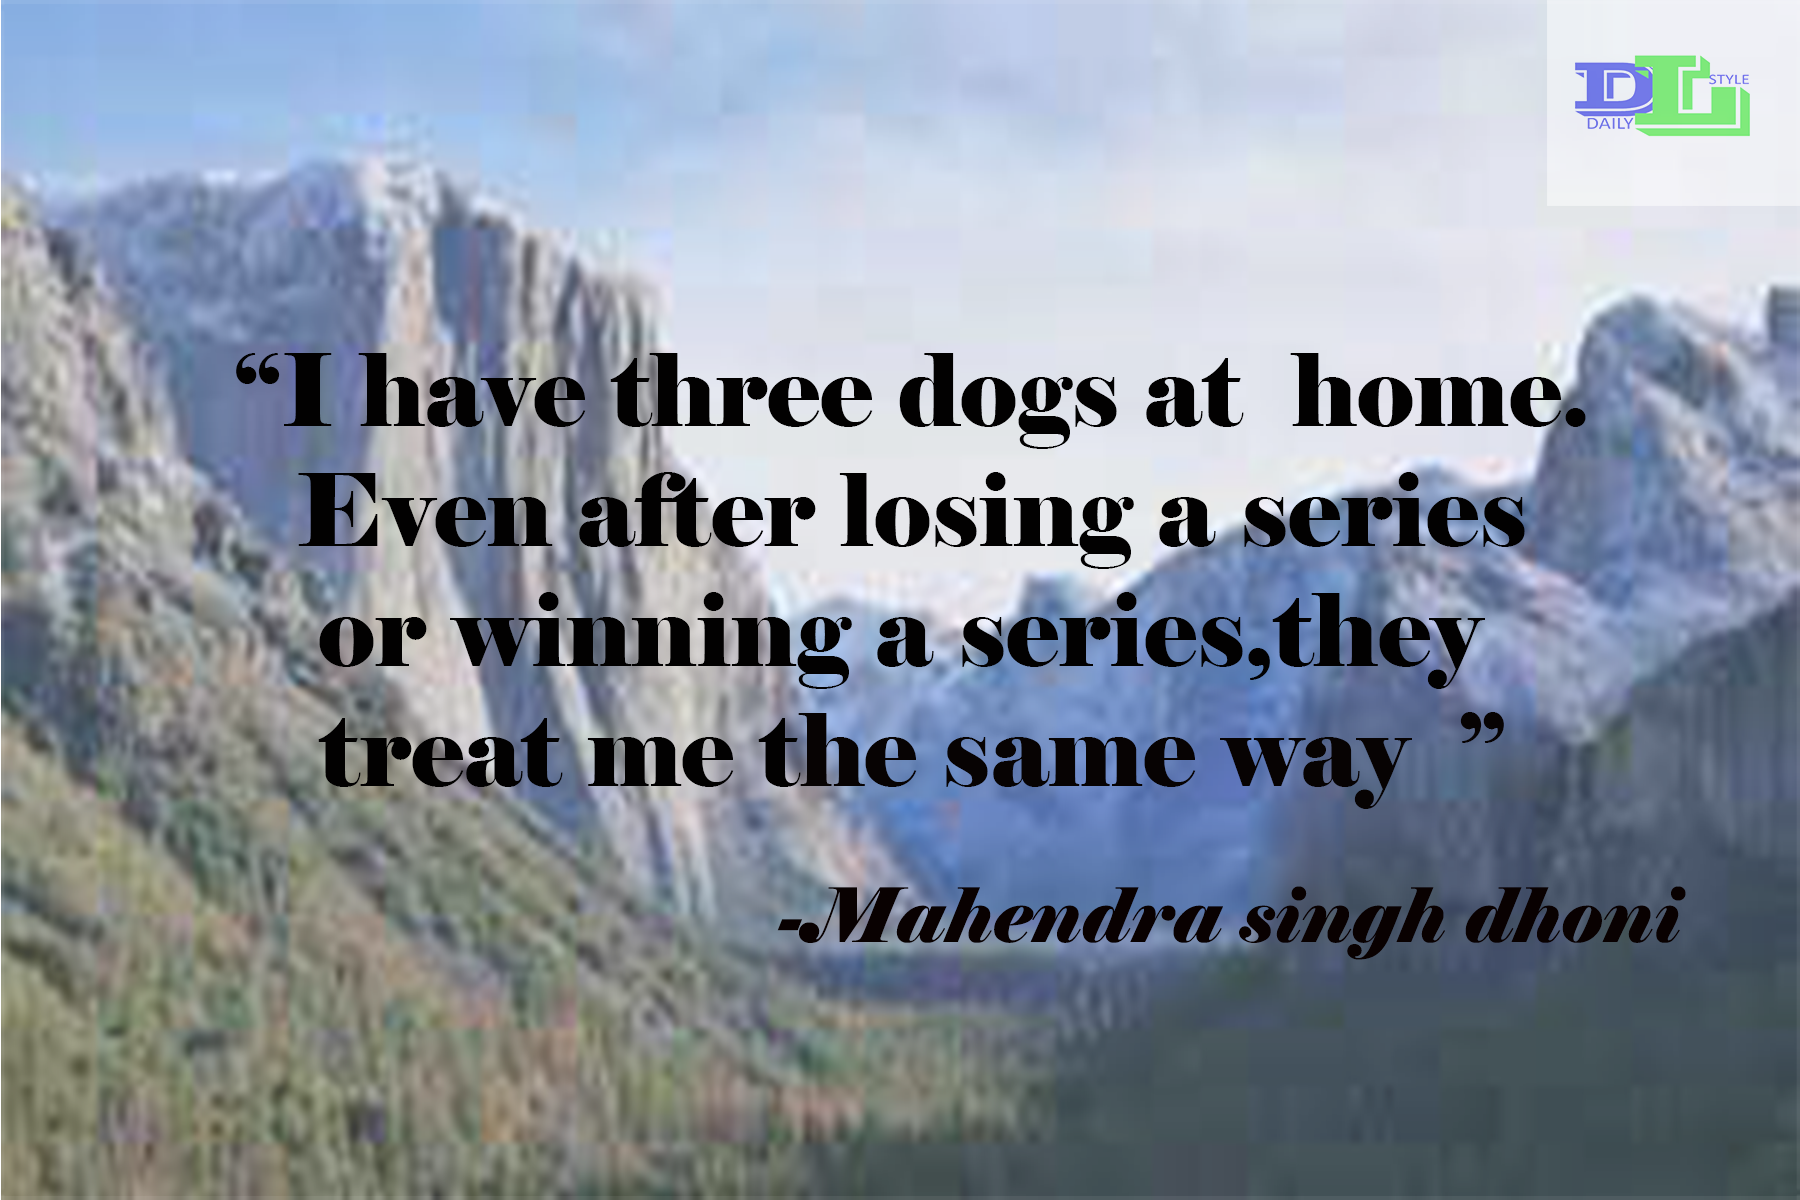 DL
STYLE
DAILY
“I have three dogs at  home.
Even after losing a series
or winning a series,they
treat me the same way  ”
-Mahendra singh dhoni